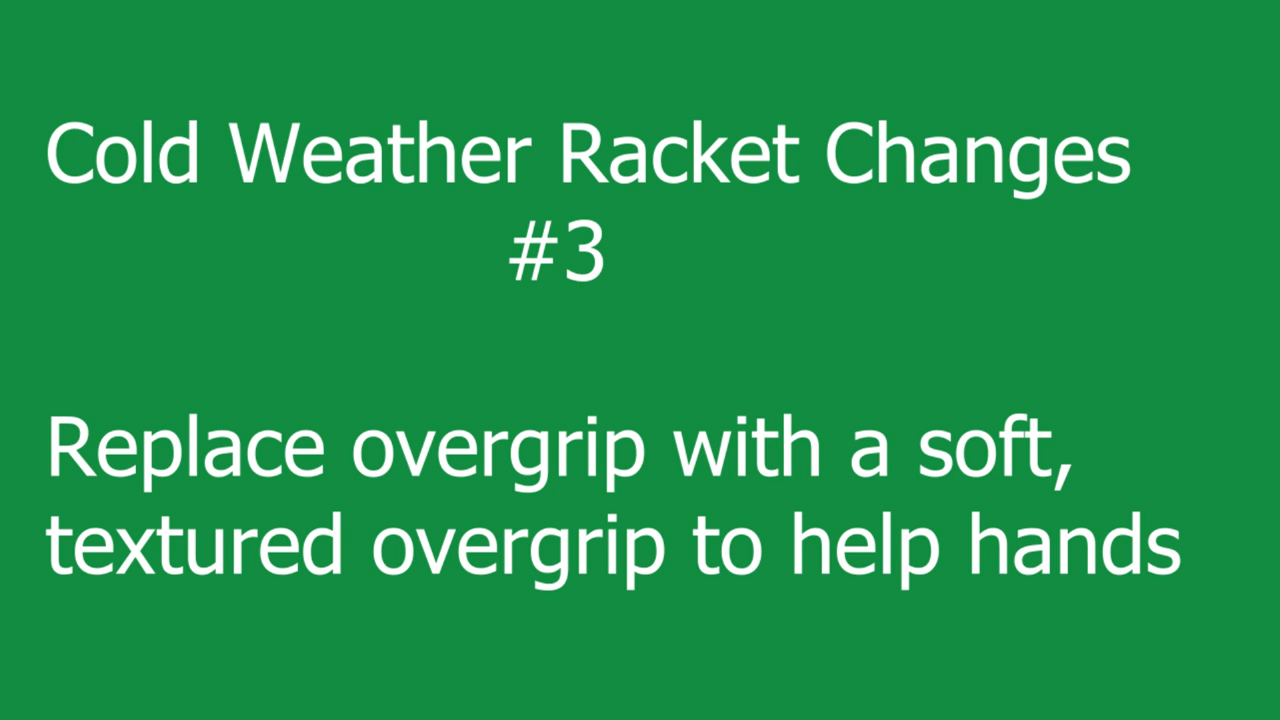 Cold Weather Racket Changes
#3
Replace overgrip with a soft,
textured overgrip to help hands